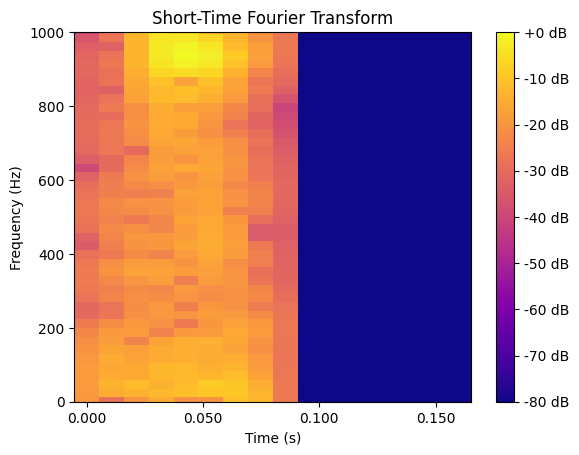 Short-Time Fourier Transform
Frequency (Hz)
1000
800
600
400
200
0
0.000
0.050
0.100
0.150
Time (s)
+0 dB
-10 dB
-20 dB
-30 dB
-40 dB
-50 dB
-60 dB
-70 dB
-80 dB